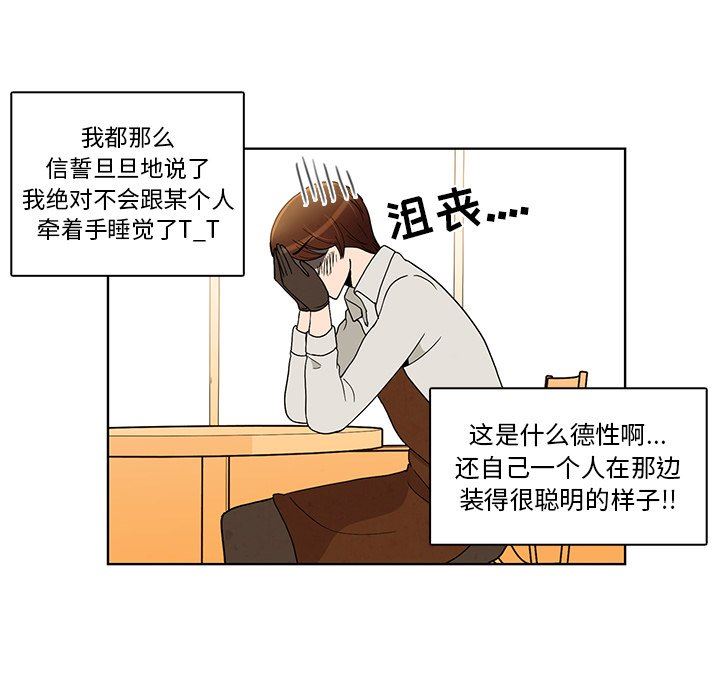 我都那么
信誓旦旦地说了
我绝对不会跟某个人
牵着手睡觉了T_T
沮丧....
这是什么德性啊...
还自己一个人在那边
装得很聪明的样子!!